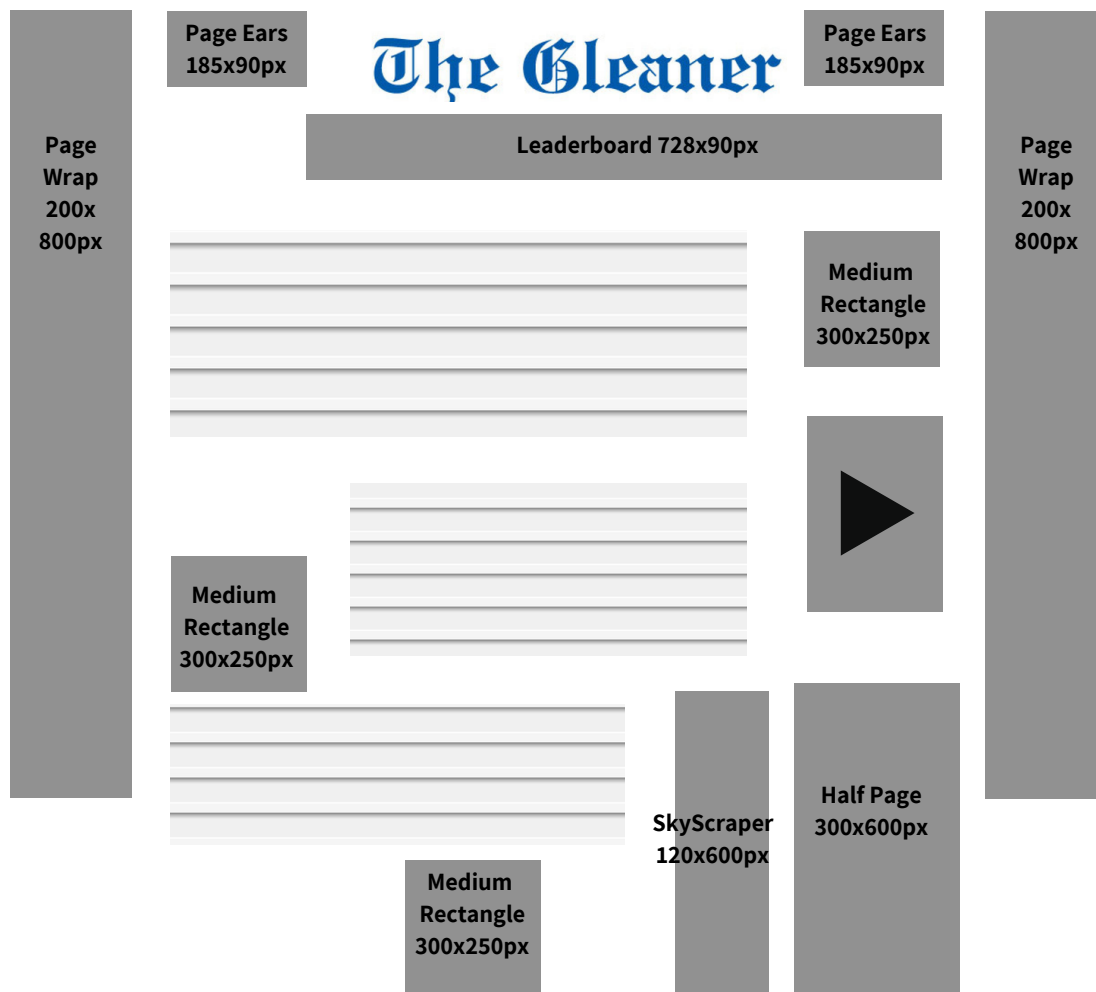 Page Ears
185x90px
The Gleaner
Page Ears
185x90px
Leaderboard 728x90px
Page
Wrap
200x
800px
Page
Wrap
200x
800px
Medium
Rectangle
300x250px
Medium
Rectangle
300x250px
SkyScraper
120x600px
Half Page
300x600px
Medium
Rectangle
300x250px